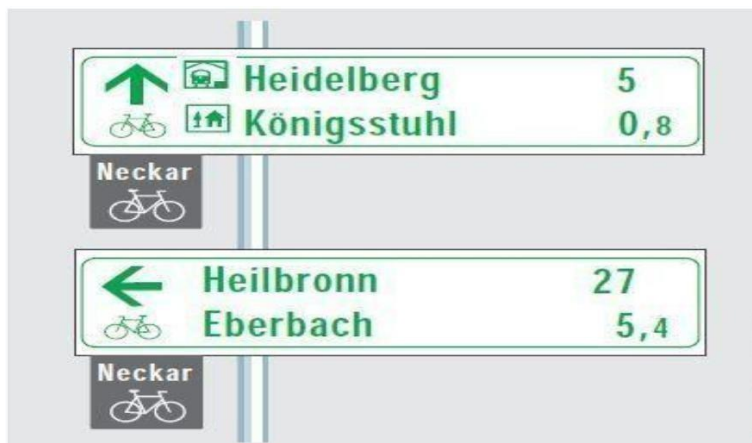 Heidelberg 5
Königsstuhl 0,8
Neckar
Heilbronn 27
Eberbach 5,4
Neckar